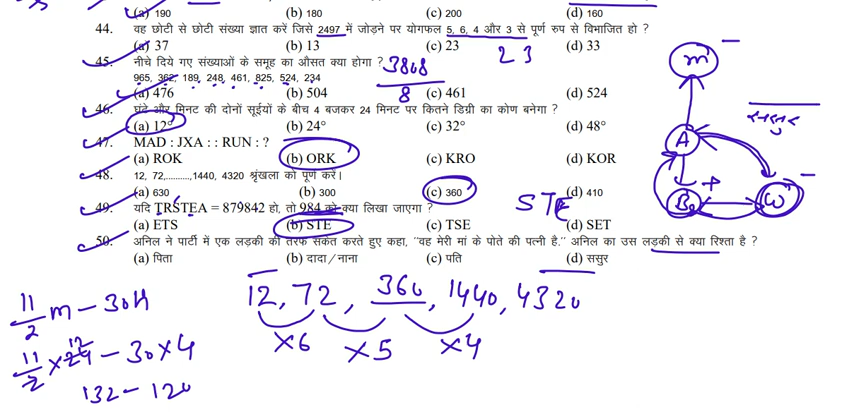 (a) 190 (b) 180 (c) 200 (d) 160
44. वह छोटी से छोटी संख्या ज्ञात करें जिसे 2497 में जोड़ने पर योगफल 5, 6, 4 और 3 से पूर्ण रुप से विभाजित हो ?
(a) 37 (b) 13 (c) 23 (d) 33
23
45. नीचे दिये गए संख्याओं के समूह का औसत क्या होगा ?
965, 362, 189, 248, 461, 825, 524, 234
3808
8
(a) 476 (b) 504 (c) 461 (d) 524
46. घंटे और मिनट की दोनों सूईयों के बीच 4 बजकर 24 मिनट पर कितने डिग्री का कोण बनेगा ?
(a) 12° (b) 24° (c) 32° (d) 48°
47. MAD : JXA : : RUN : ?
(a) ROK (b) ORK (c) KRO (d) KOR
48. 12, 72,..........,1440, 4320 श्रृंखला को पूर्ण करें।
(a) 630 (b) 300 (c) 360 (d) 410
49. यदि TRSTEA = 879842 हो, तो 984 को क्या लिखा जाएगा ?
STE
(a) ETS (b) STE (c) TSE (d) SET
50. अनिल ने पार्टी में एक लड़की की तरफ संकेत करते हुए कहा, "वह मेरी मां के पोते की पत्नी है." अनिल का उस लड़की से क्या रिश्ता है ?
(a) पिता (b) दादा/नाना (c) पति (d) ससुर
m
A
ससुर
B +
W
11/2 m - 30H
11/2 × 24 - 30 × 4
12
132 - 120
12, 72, 360, 1440, 4320
×6 ×5 ×4